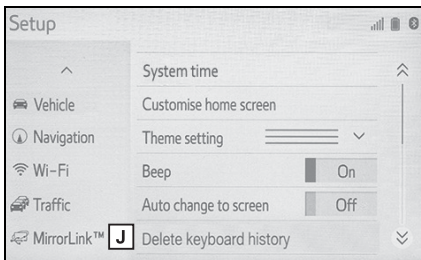 Setup
System time
Vehicle
Customise home screen
Navigation
Theme setting
Wi-Fi
Beep
On
Traffic
Auto change to screen
Off
MirrorLink™
J
Delete keyboard history